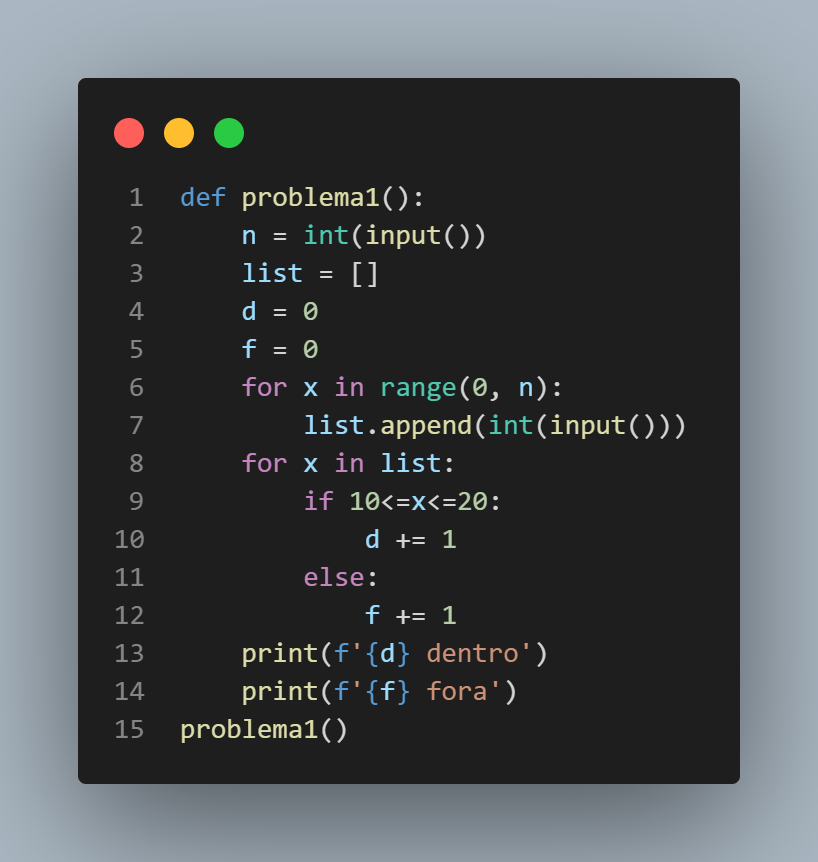 1 def problema1():
2     n = int(input())
3     list = []
4     d = 0
5     f = 0
6     for x in range(0, n):
7         list.append(int(input()))
8     for x in list:
9         if 10<=x<=20:
10             d += 1
11         else:
12             f += 1
13     print(f'{d} dentro')
14     print(f'{f} fora')
15 problema1()